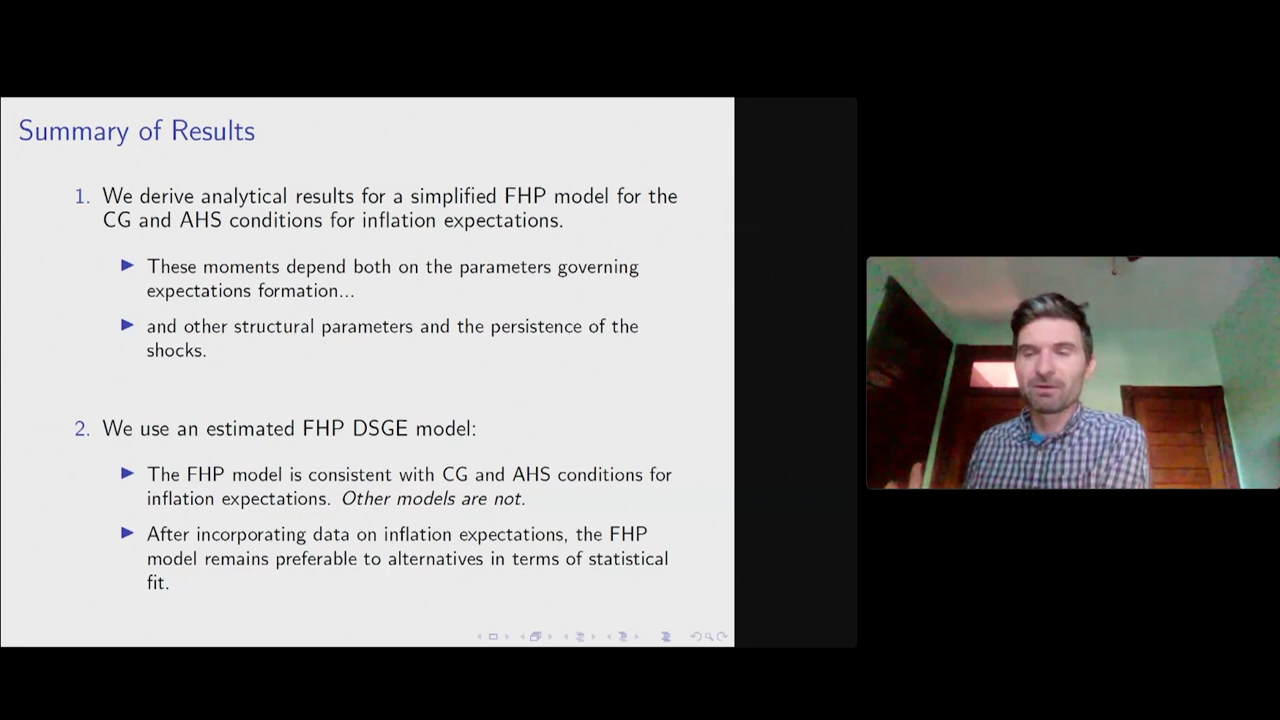 Summary of Results
1. We derive analytical results for a simplified FHP model for the
CG and AHS conditions for inflation expectations.
These moments depend both on the parameters governing
expectations formation...
and other structural parameters and the persistence of the
shocks.
2. We use an estimated FHP DSGE model:
The FHP model is consistent with CG and AHS conditions for
inflation expectations. Other models are not.
After incorporating data on inflation expectations, the FHP
model remains preferable to alternatives in terms of statistical
fit.